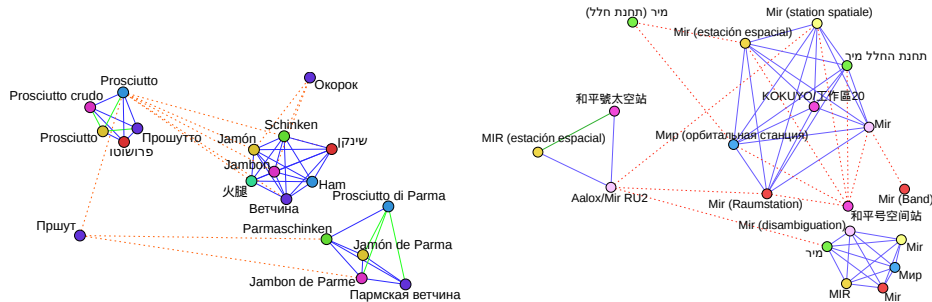 Prosciutto
Prosciutto crudo
Prosciutto
Прошутто
פרושוטו
Окорок
Schinken
Jamón
שינקן
Jambon
火腿
Ham
Ветчина
Prosciutto di Parma
Пршут
Parmaschinken
Jamón de Parma
Jambon de Parme
Пармская ветчина
מיר (תחנת חלל)
Mir (station spatiale)
Mir (estación espacial)
תחנת החלל מיר
KOKUYO/工作區20
和平號太空站
Mir
MIR (estación espacial)
Мир (орбитальная станция)
Aalox/Mir RU2
Mir (Raumstation)
Mir (Band)
和平号空间站
Mir (disambiguation)
מיר
Mir
Мир
MIR
Mir